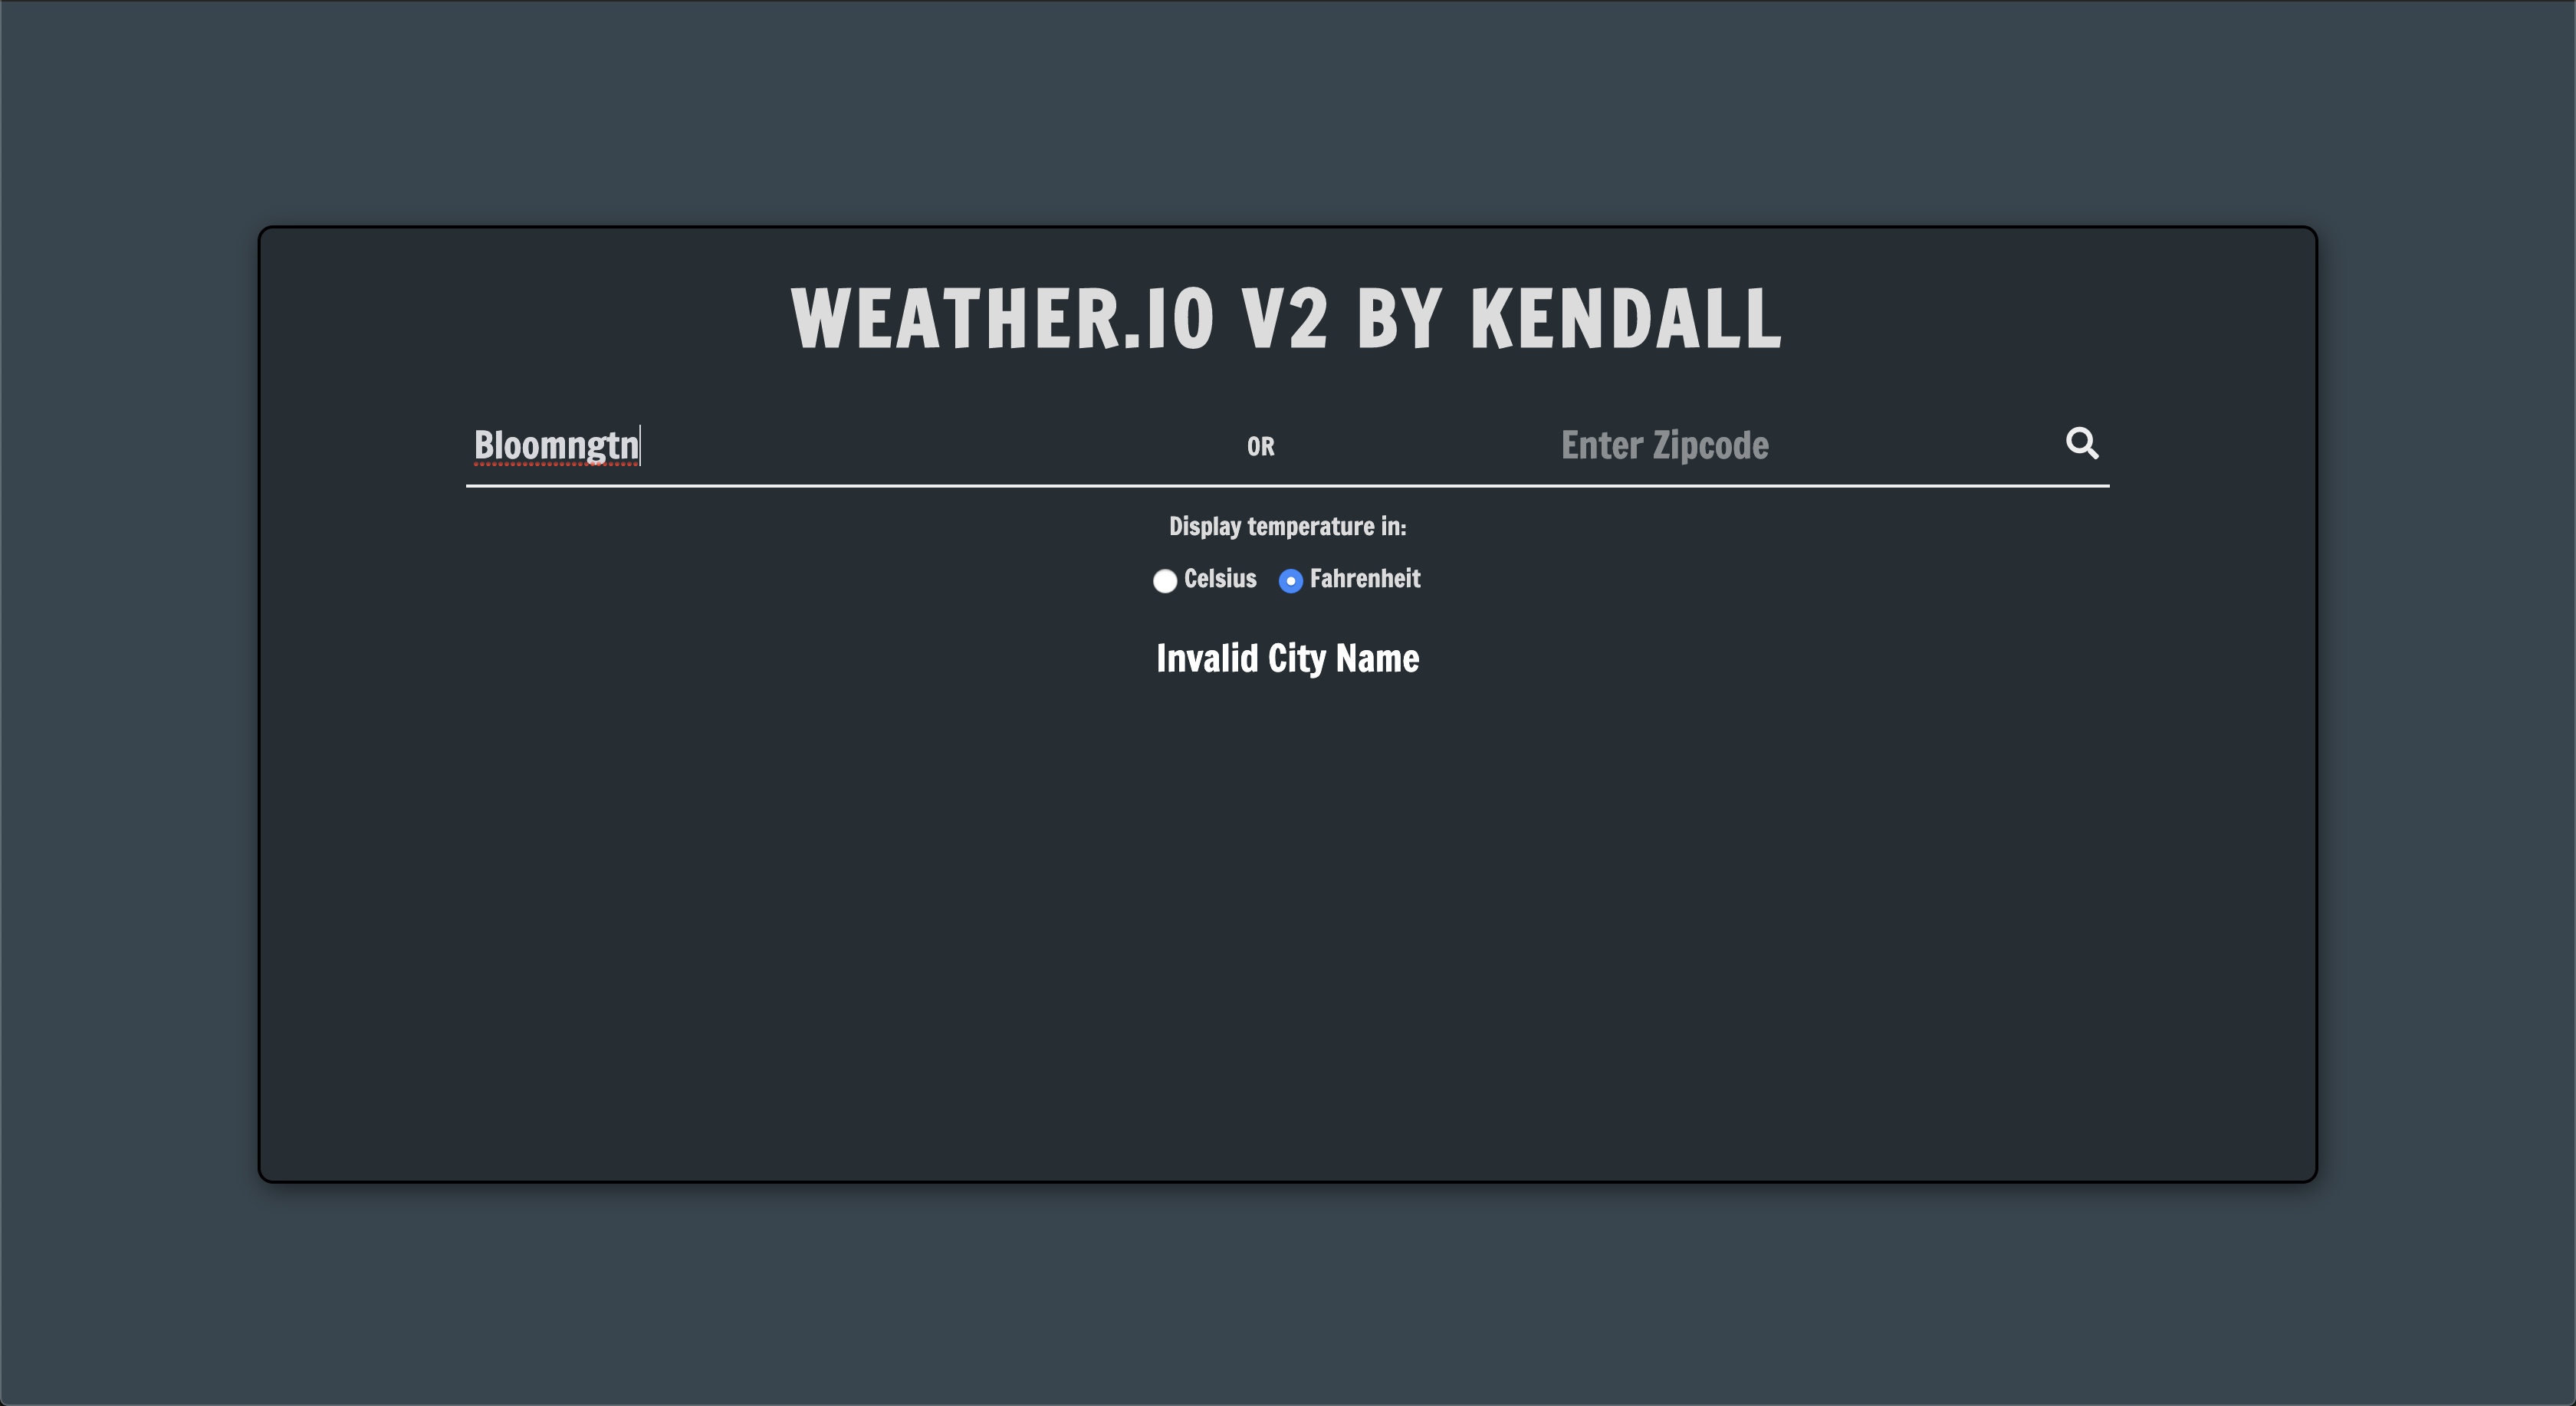 WEATHER.IO V2 BY KENDALL
Bloomngtn OR Enter Zipcode
Display temperature in:
Celsius Fahrenheit
Invalid City Name